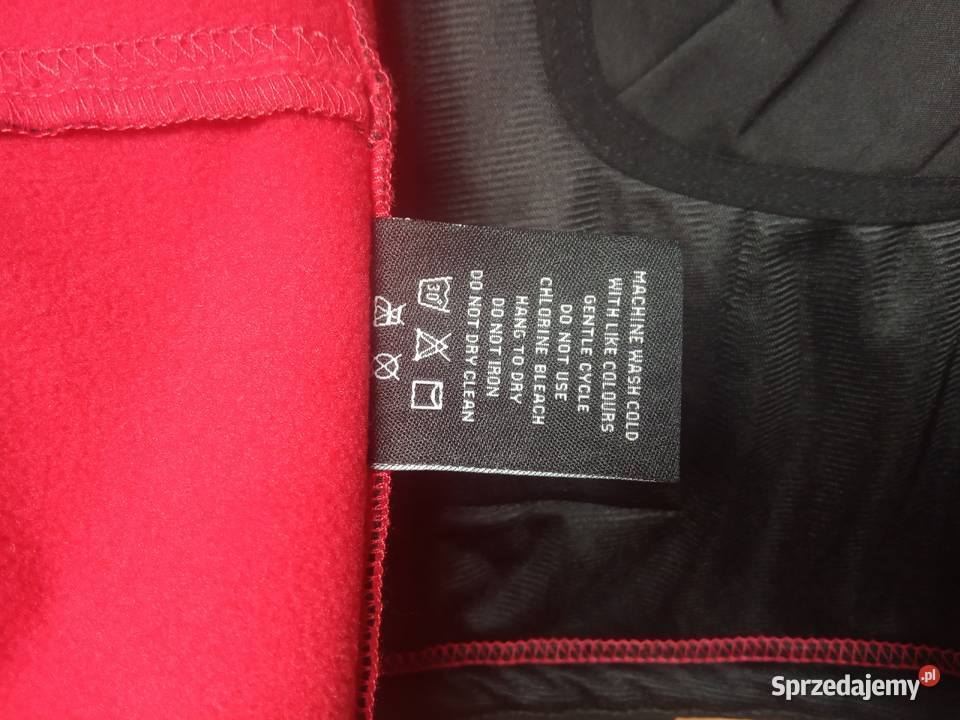 MACHINE WASH COLD
WITH LIKE COLOURS
GENTLE CYCLE
DO NOT USE
CHLORINE BLEACH
HANG TO DRY
DO NOT IRON
DO NOT DRY CLEAN
30°
Sprzedajemy.pl